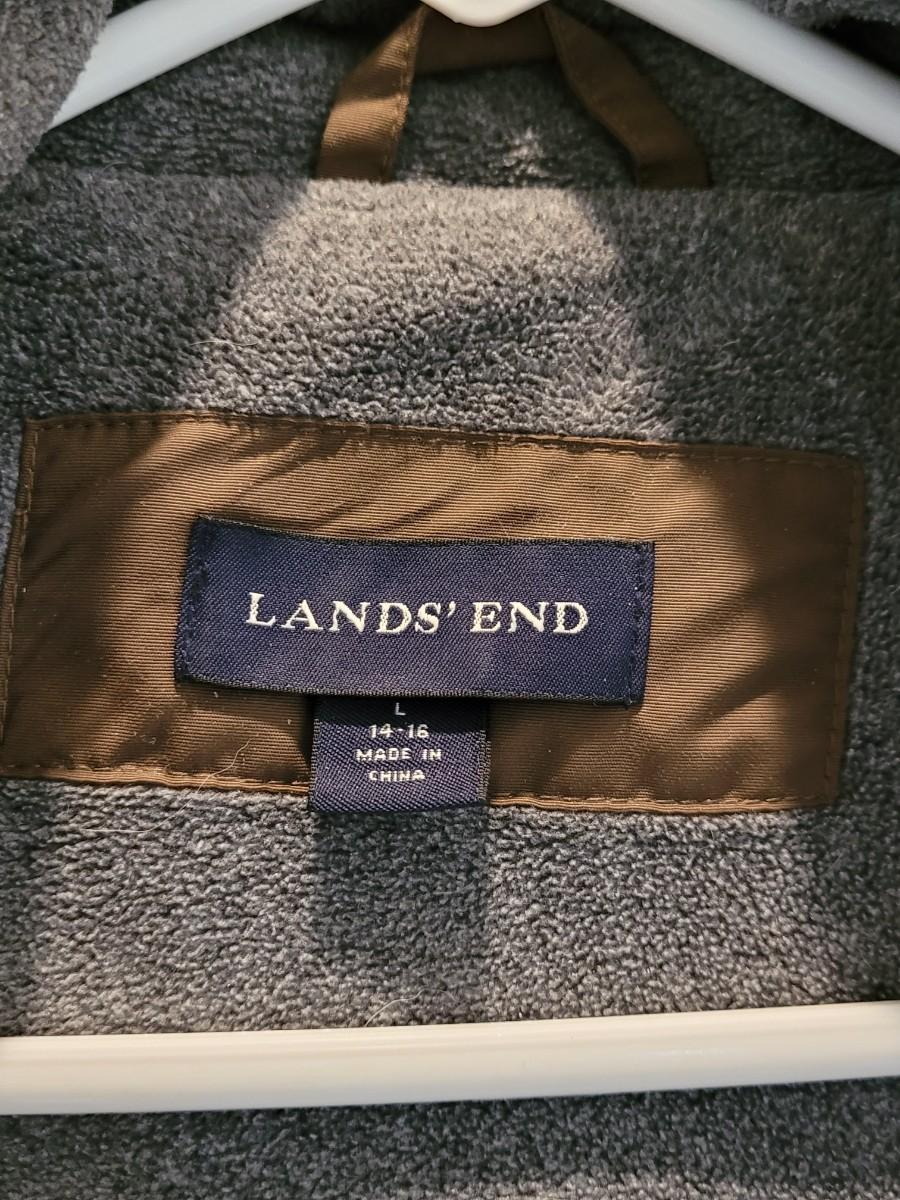 LANDS' END
L
14-16
MADE IN
CHINA